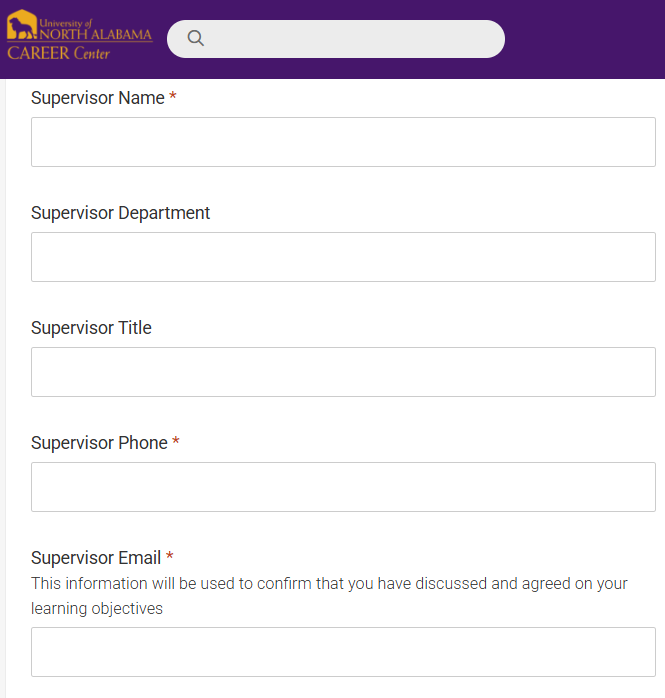 University of
NORTH ALABAMA
CAREER Center
Supervisor Name *
Supervisor Department
Supervisor Title
Supervisor Phone *
Supervisor Email *
This information will be used to confirm that you have discussed and agreed on your
learning objectives